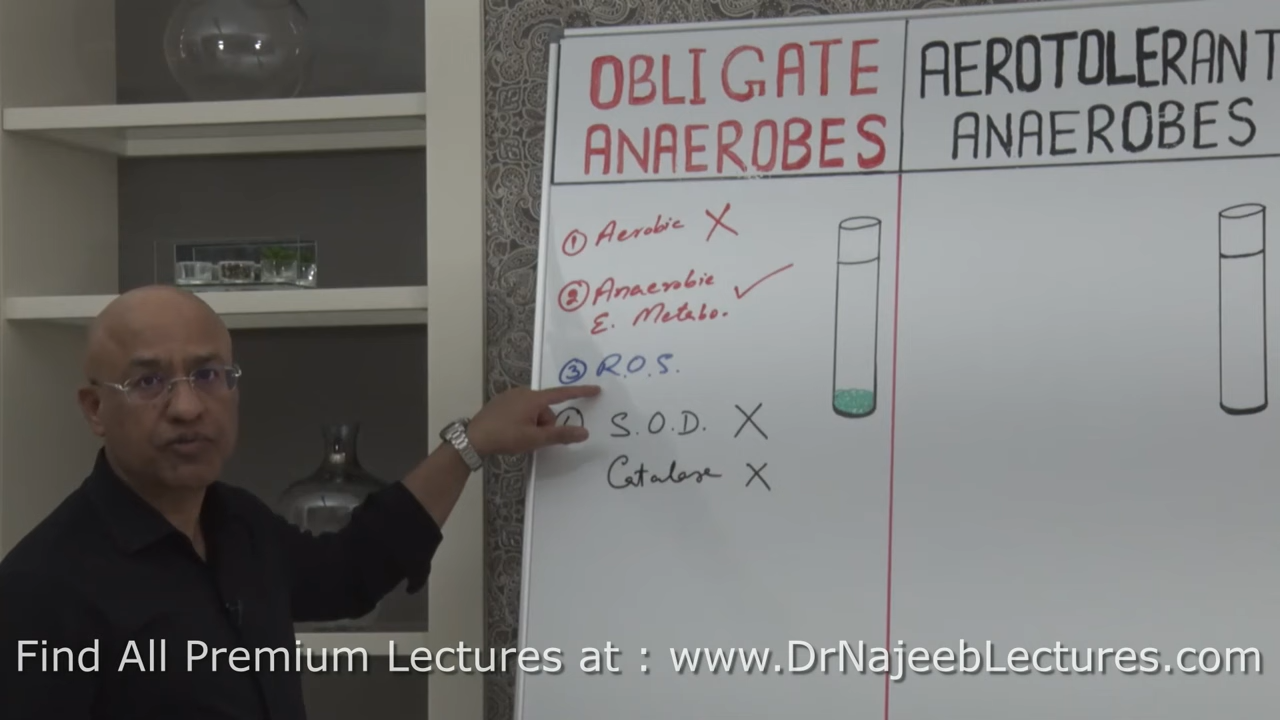 OBLIGATE
ANAEROBES
AEROTOLERANT
ANAEROBES
① Aerobic X
② Anaerobic ✓
E. Metabo.
③ R.O.S.
S.O.D. X
Catalase X
Find All Premium Lectures at : www.DrNajeebLectures.com